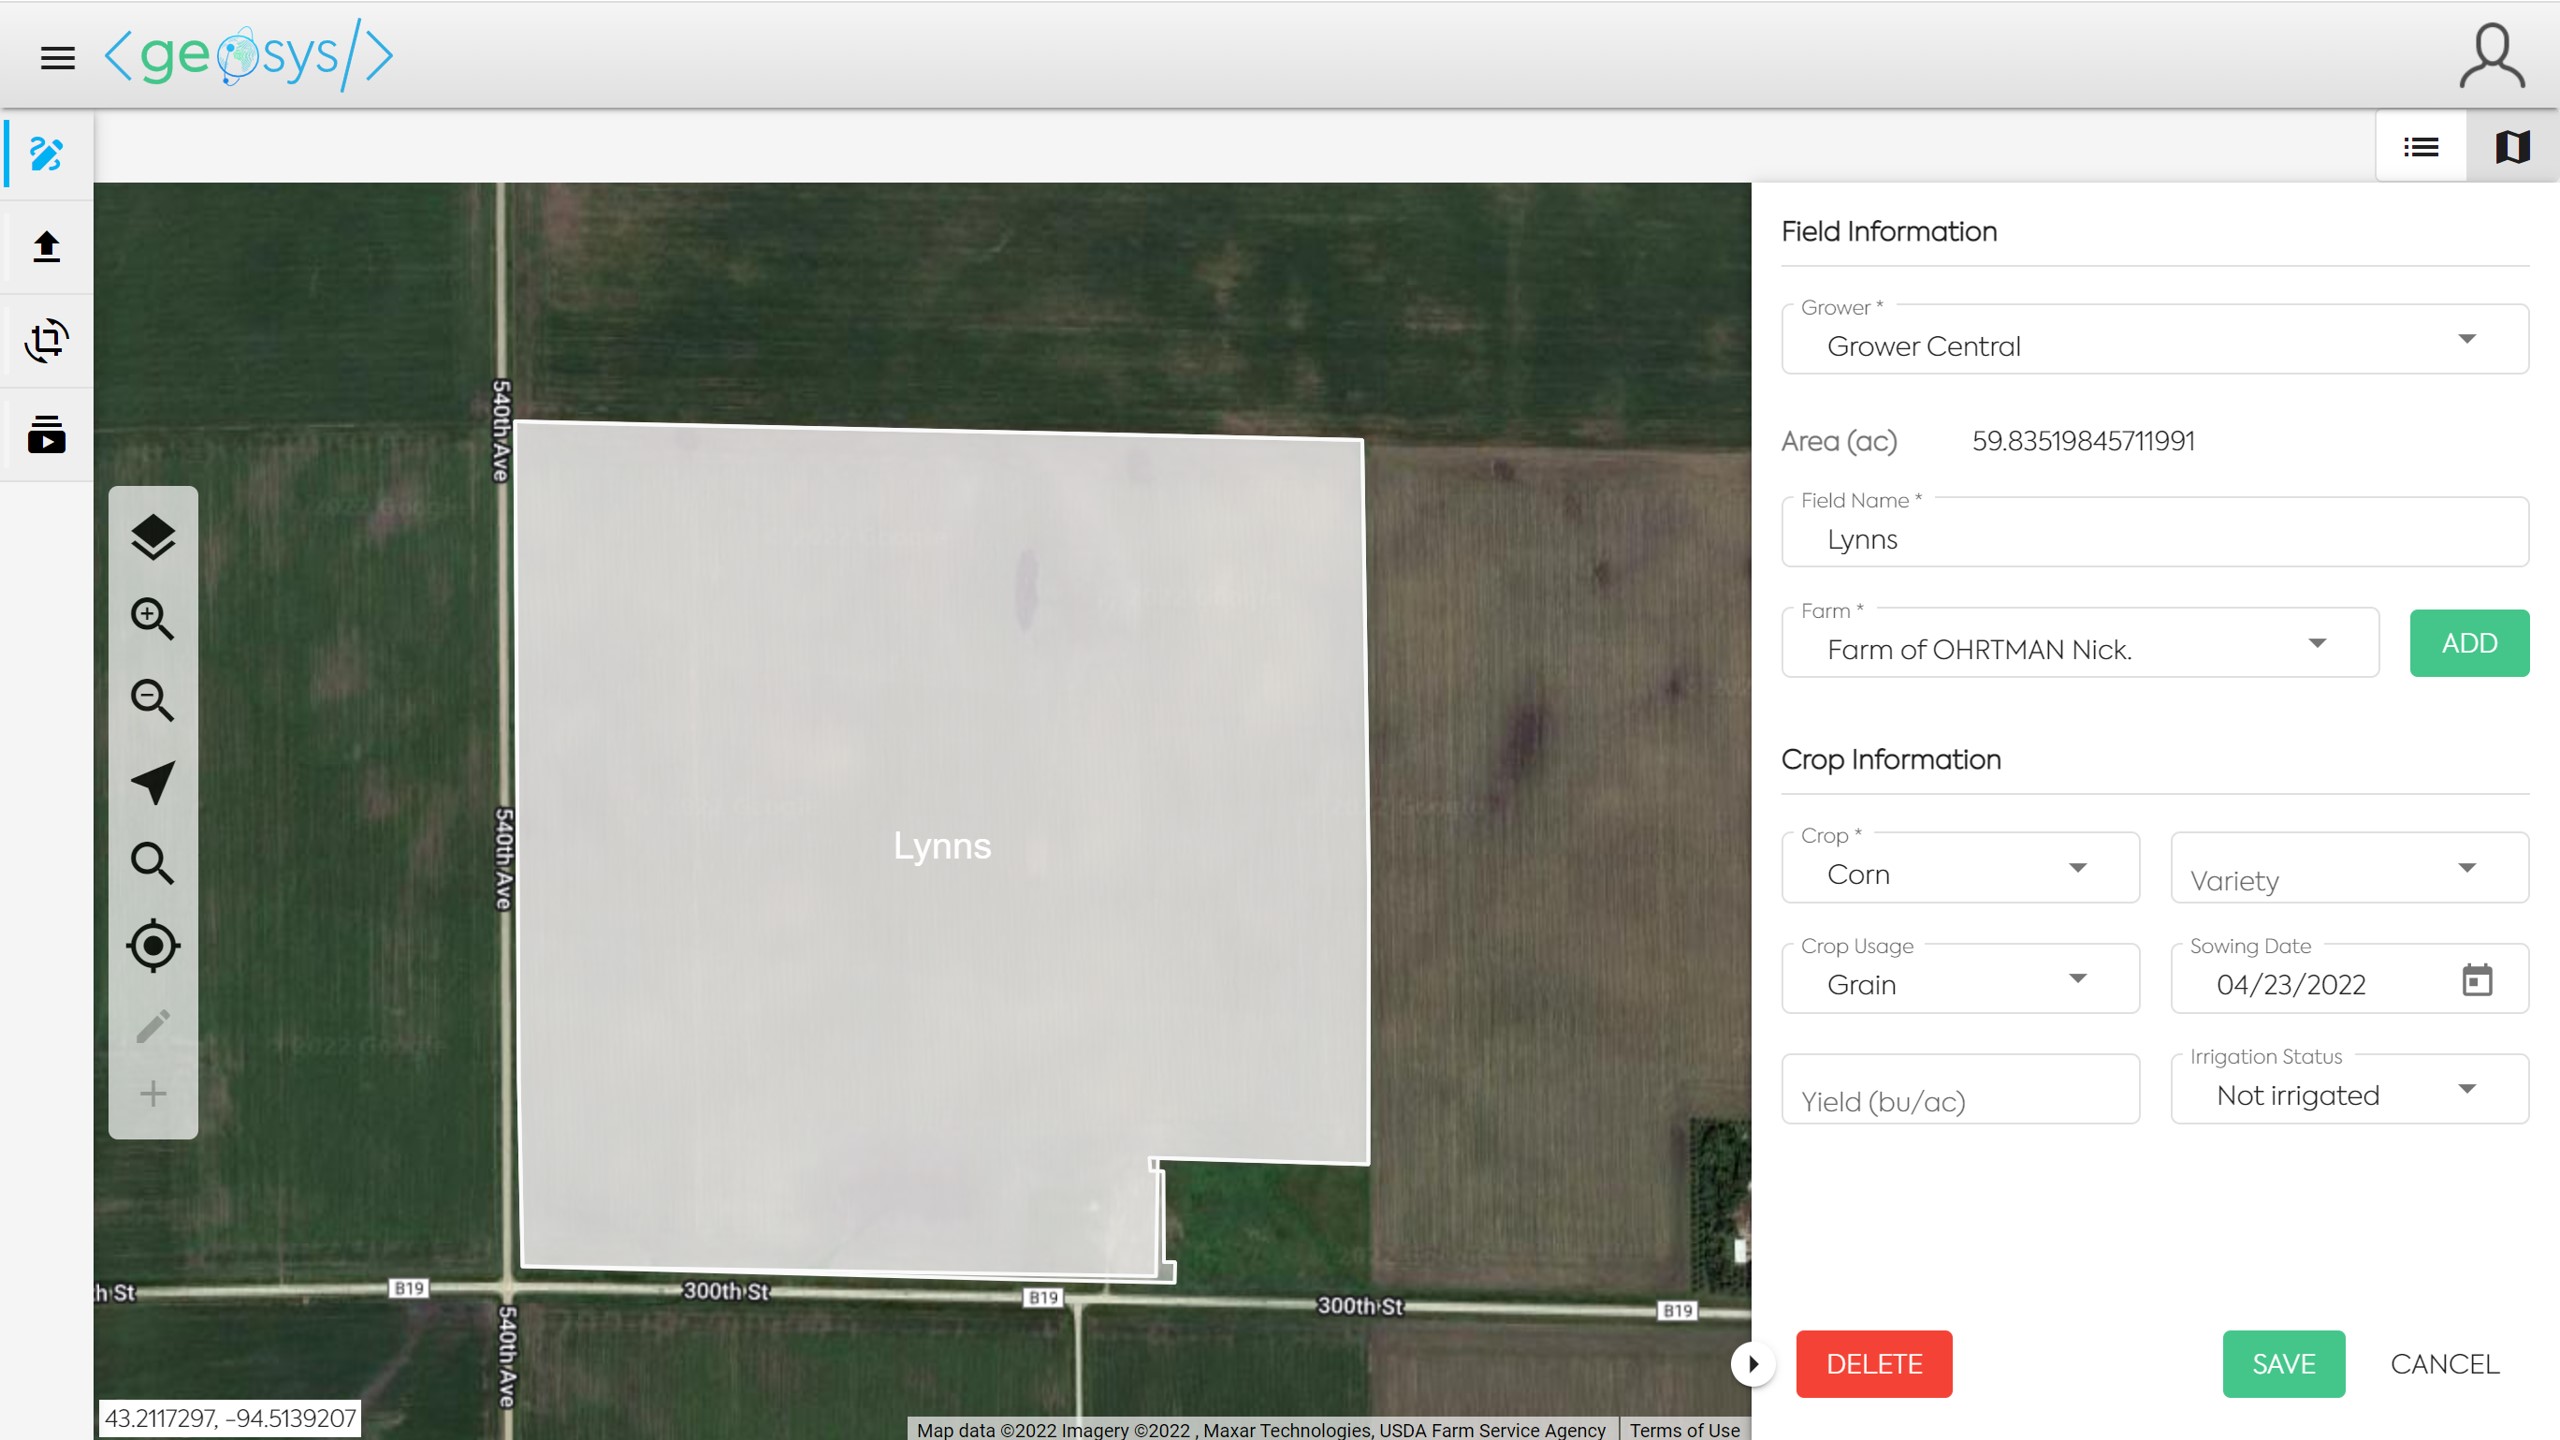 <geosys/>
Field Information
Grower *
Grower Central
Area (ac) 59.83519845711991
Field Name *
Lynns
Farm *
Farm of OHRTMAN Nick.
ADD
Crop Information
Crop *
Corn
Variety
Crop Usage
Grain
Sowing Date
04/23/2022
Yield (bu/ac)
Irrigation Status
Not irrigated
DELETE
SAVE
CANCEL
540th Ave
540th Ave
Lynns
2022 Google
h St
B19
300th St
B19
300th St
B19
540th Ave
43.2117297, -94.5139207
Map data ©2022 Imagery ©2022 , Maxar Technologies, USDA Farm Service Agency
Terms of Use